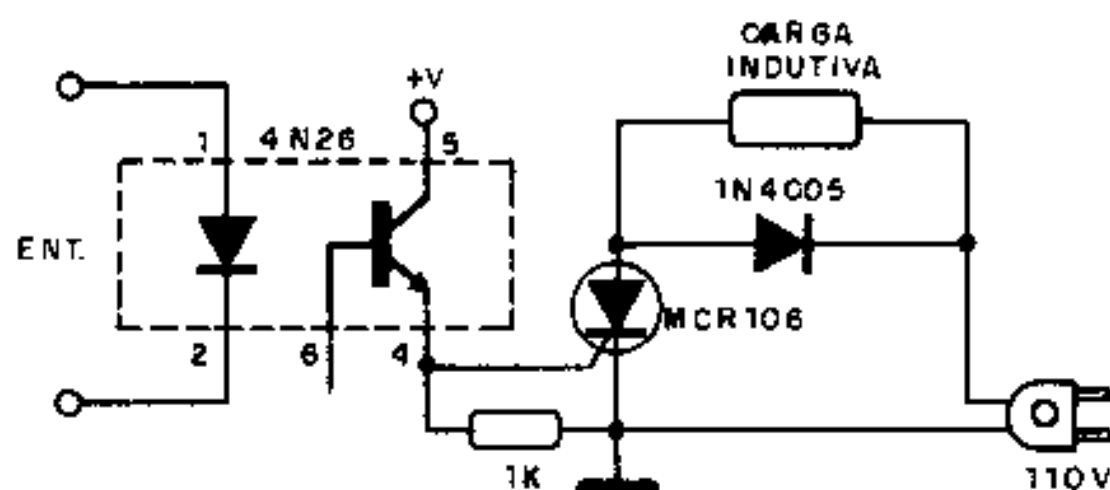 CARGA
INDUTIVA
+V
1
4N26
5
1N4005
ENT.
MCR106
2
6
4
1K
110V